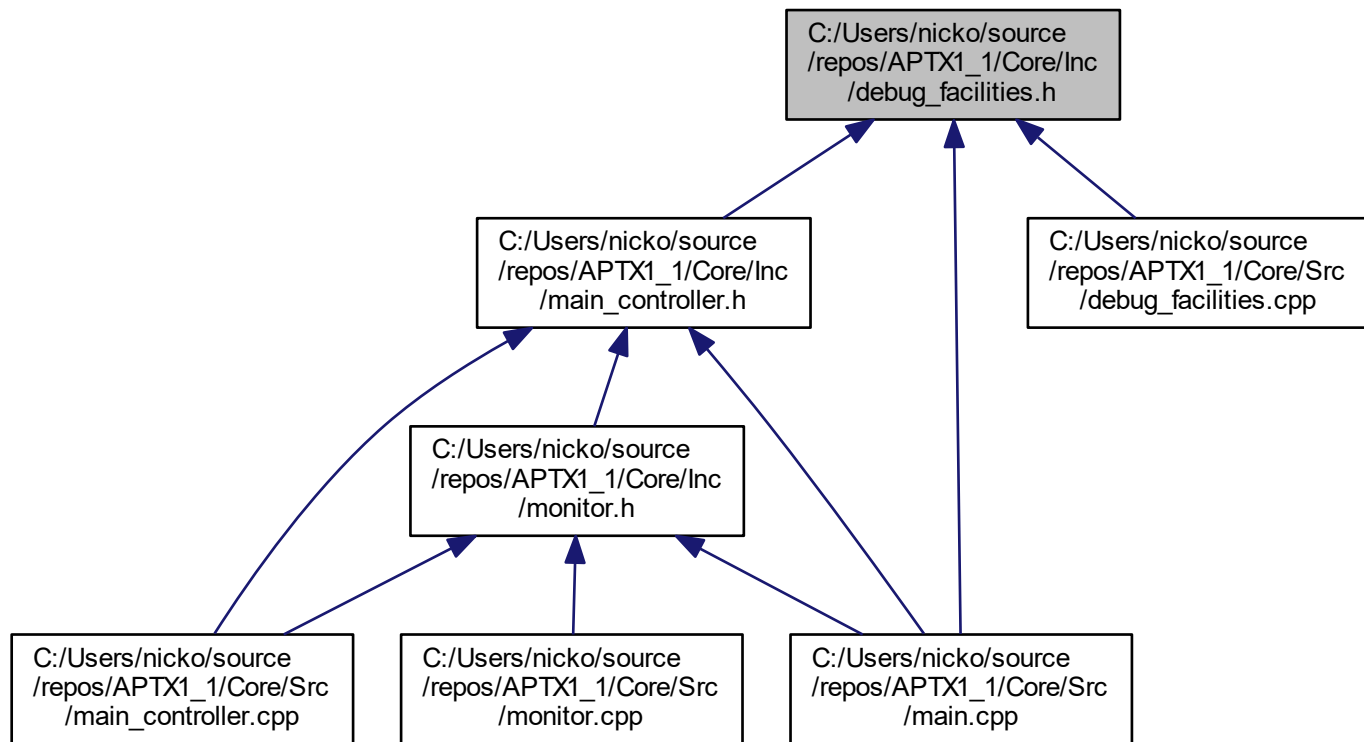 C:/Users/nicko/source
/repos/APTX1_1/Core/Inc
/debug_facilities.h
C:/Users/nicko/source
/repos/APTX1_1/Core/Inc
/main_controller.h
C:/Users/nicko/source
/repos/APTX1_1/Core/Src
/debug_facilities.cpp
C:/Users/nicko/source
/repos/APTX1_1/Core/Inc
/monitor.h
C:/Users/nicko/source
/repos/APTX1_1/Core/Src
/main_controller.cpp
C:/Users/nicko/source
/repos/APTX1_1/Core/Src
/monitor.cpp
C:/Users/nicko/source
/repos/APTX1_1/Core/Src
/main.cpp